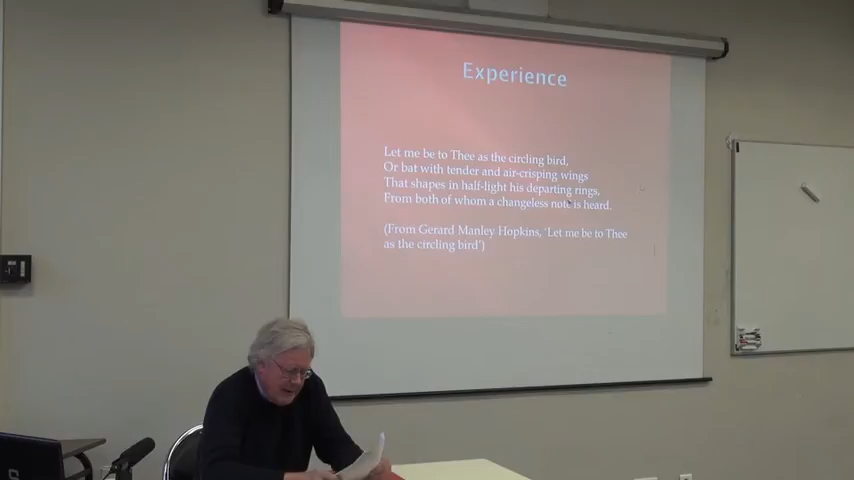 Experience
Let me be to Thee as the circling bird,
Or bat with tender and air-crisping wings
That shapes in half-light his departing rings,
From both of whom a changeless note is heard.
(From Gerard Manley Hopkins, 'Let me be to Thee
as the circling bird')